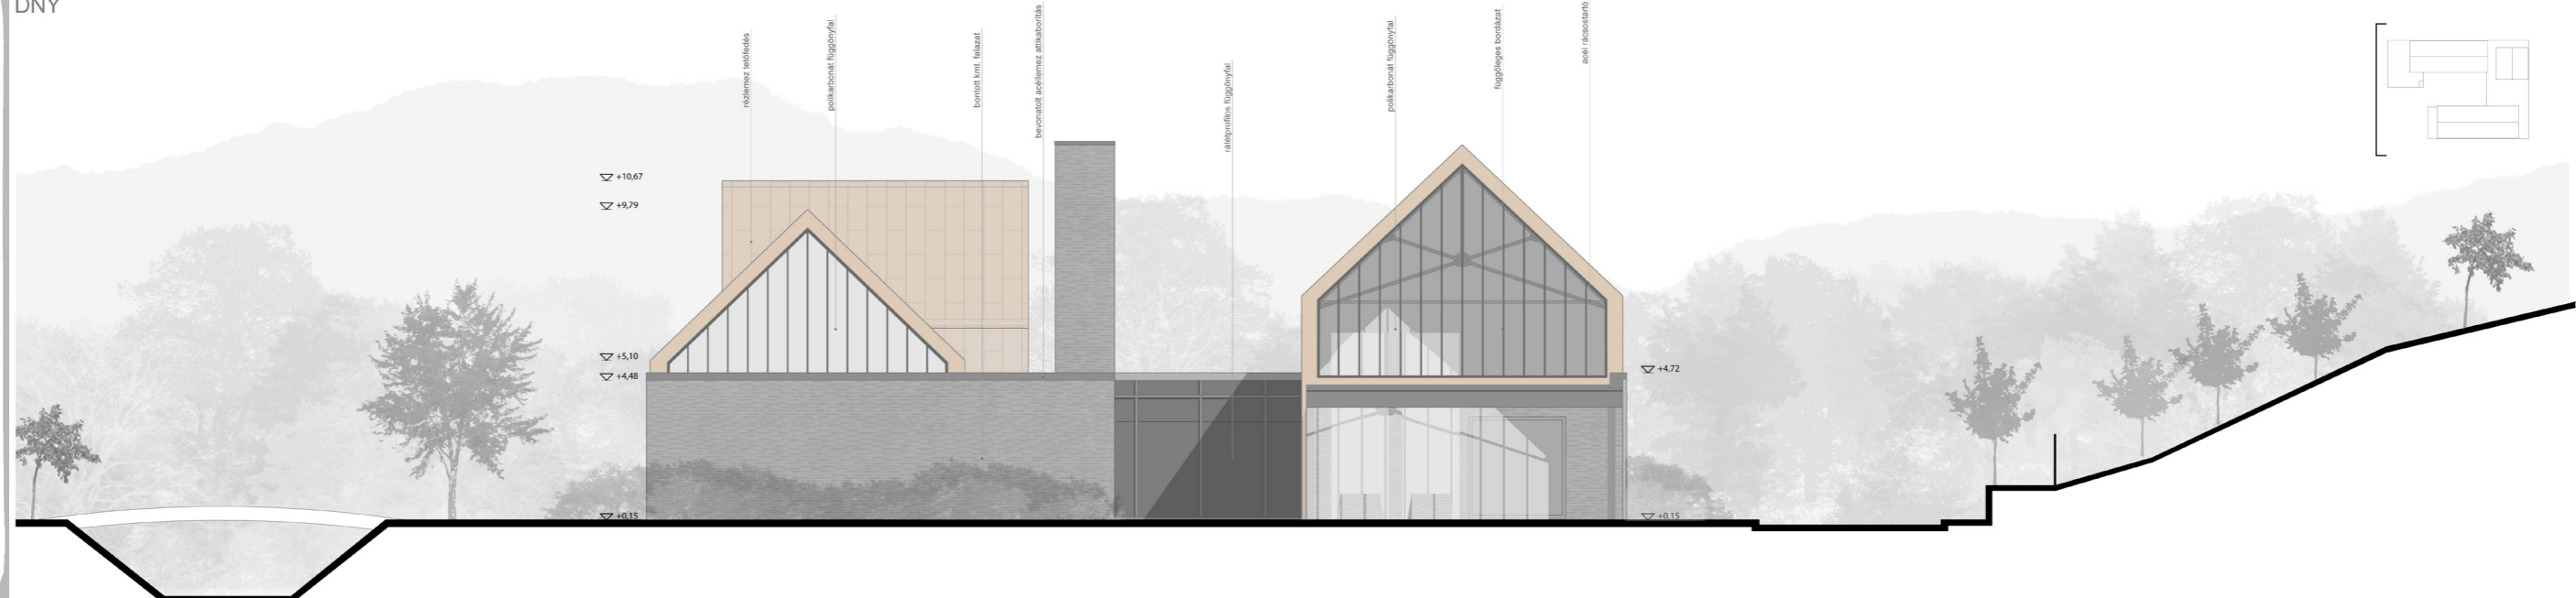 DNY
rézlemez tetőfedés
polikarbonát függönyfal
bontott kmt. falazat
bevonatolt acéllemez attikaborítás
rátétprofilos függönyfal
polikarbonát függönyfal
függőleges bordázat
acél rácsostartó
+10,67
+9,79
+5,10
+4,48
+4,72
+0,15
+0,15